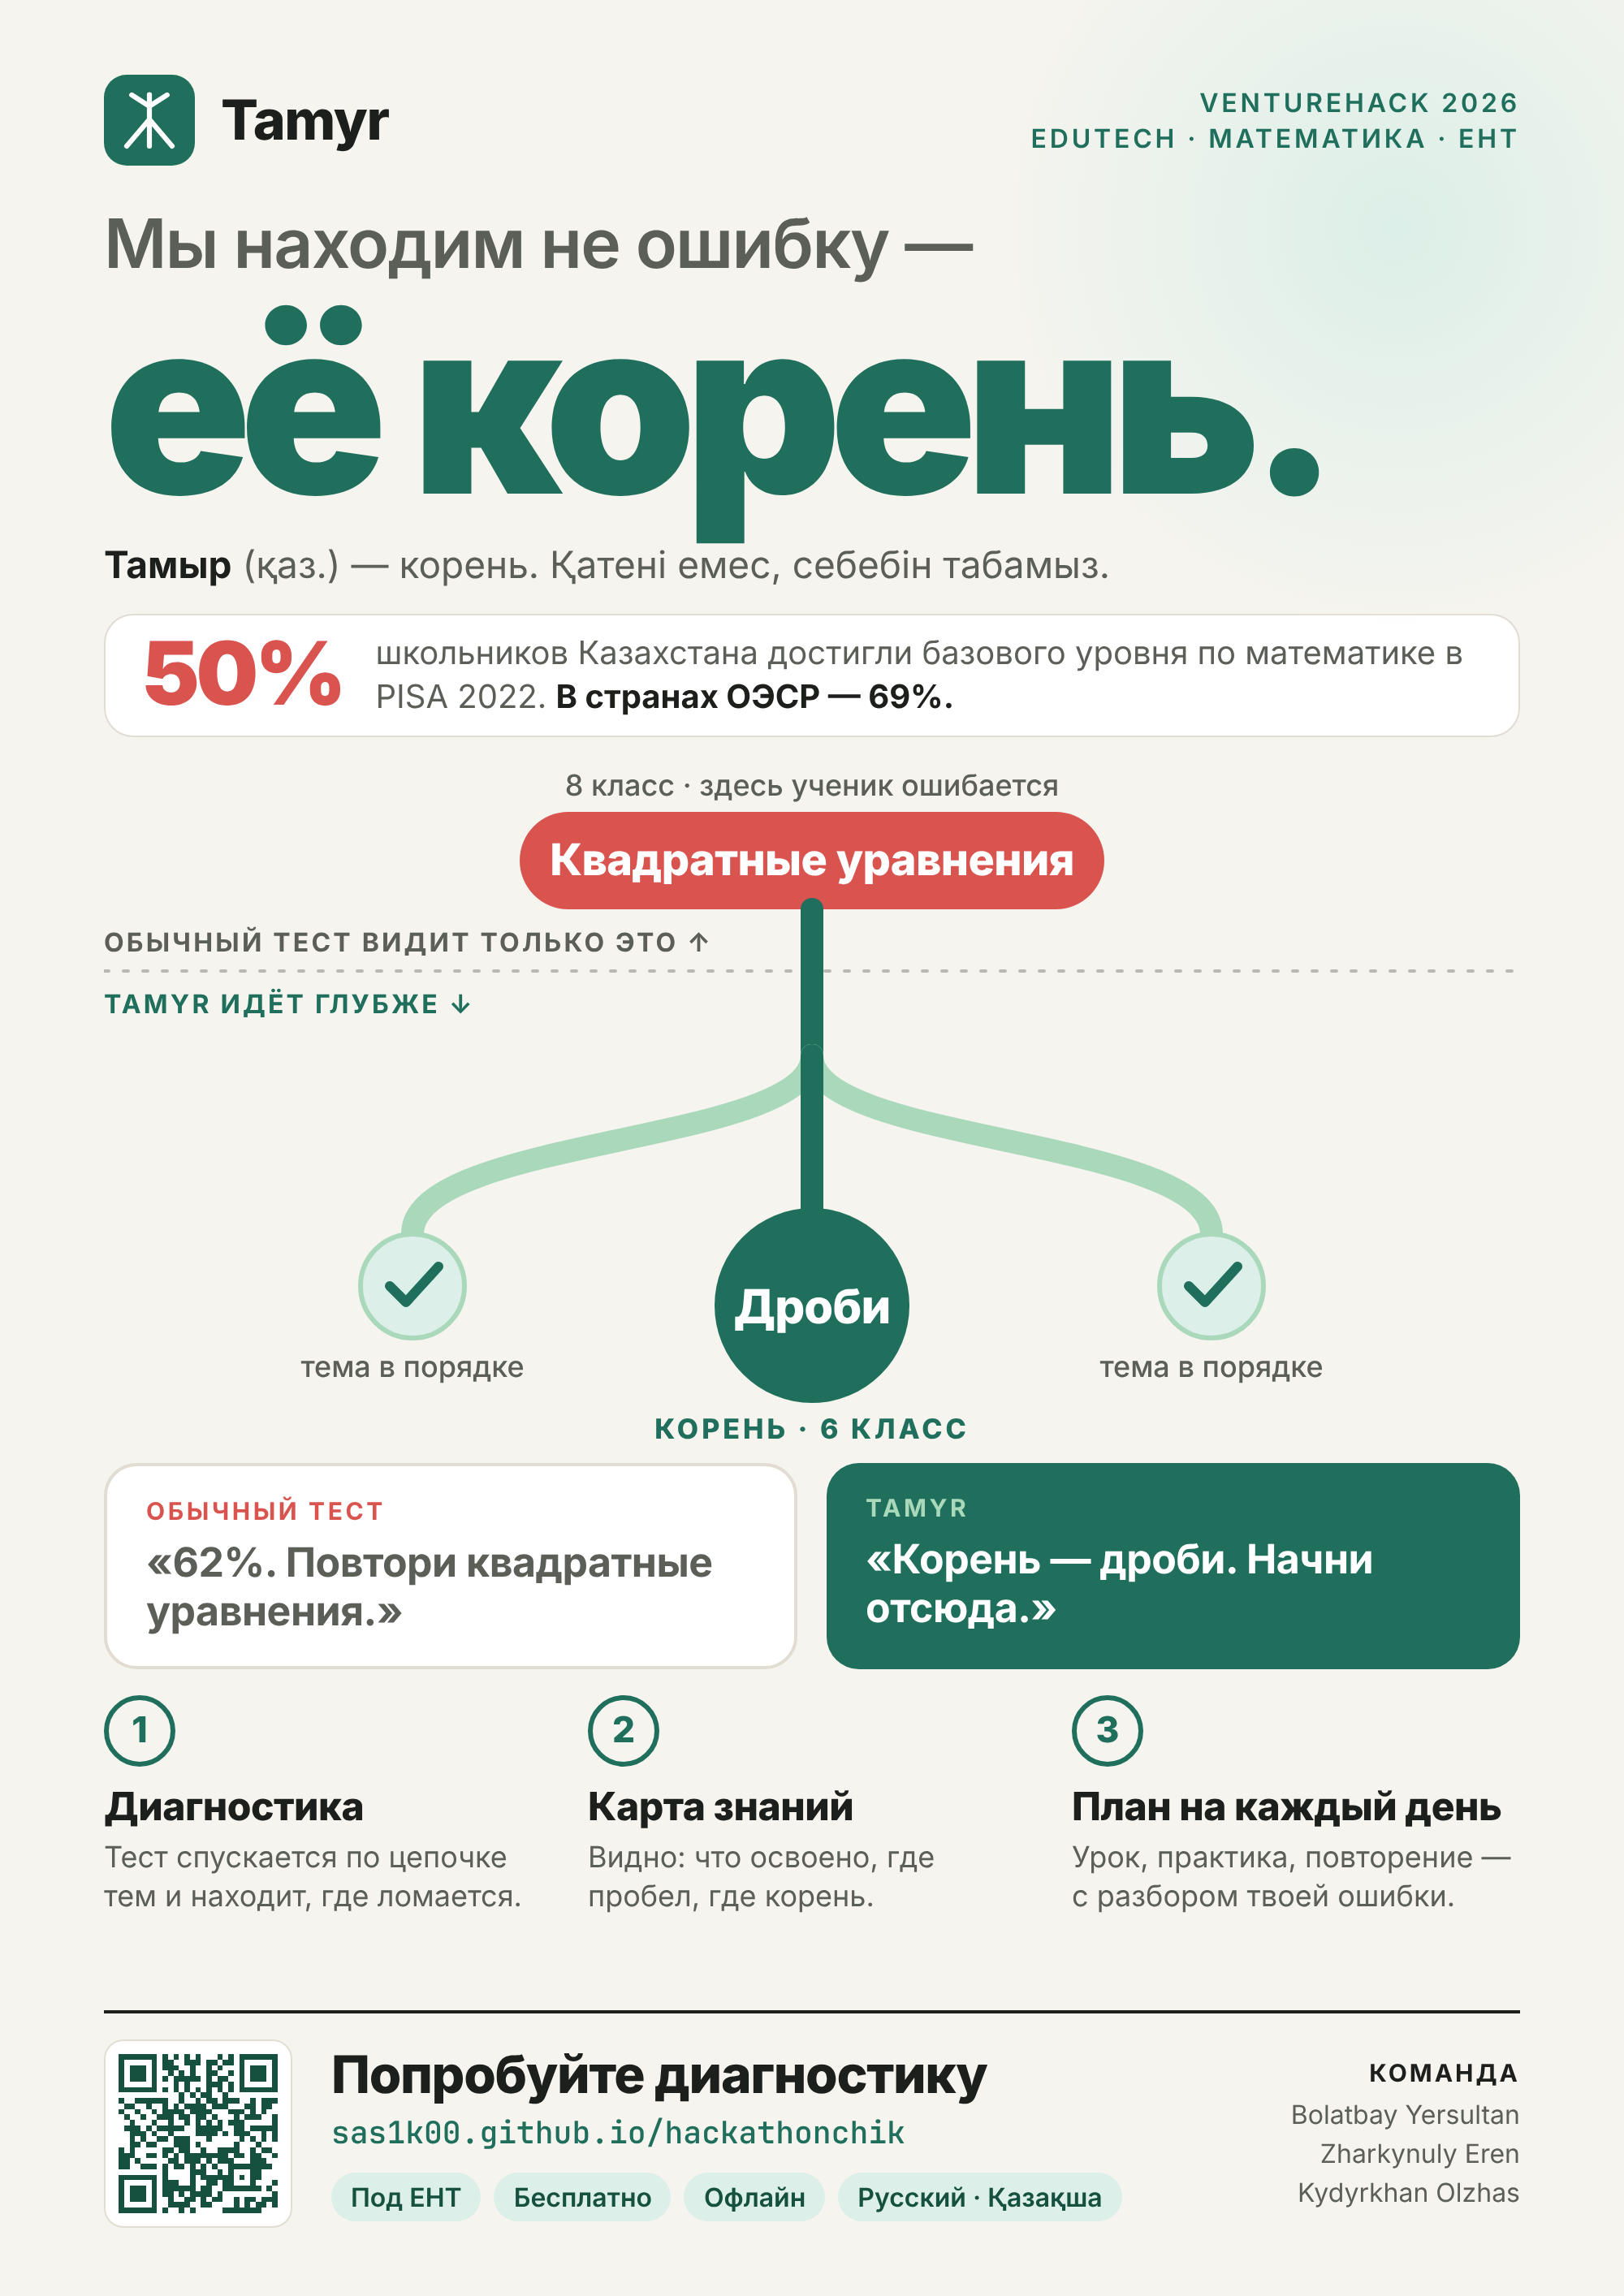 Tamyr
VENTUREHACK 2026
EDUTECH · МАТЕМАТИКА · ЕНТ
Мы находим не ошибку —
её корень.
Тамыр (қаз.) — корень. Қатені емес, себебін табамыз.
50%
школьников Казахстана достигли базового уровня по математике в
PISA 2022. В странах ОЭСР — 69%.
8 класс · здесь ученик ошибается
Квадратные уравнения
ОБЫЧНЫЙ ТЕСТ ВИДИТ ТОЛЬКО ЭТО ↑
TAMYR ИДЁТ ГЛУБЖЕ ↓
Дроби
тема в порядке
тема в порядке
КОРЕНЬ · 6 КЛАСС
ОБЫЧНЫЙ ТЕСТ
«62%. Повтори квадратные
уравнения.»
TAMYR
«Корень — дроби. Начни
отсюда.»
1
Диагностика
Тест спускается по цепочке
тем и находит, где ломается.
2
Карта знаний
Видно: что освоено, где
пробел, где корень.
3
План на каждый день
Урок, практика, повторение —
с разбором твоей ошибки.
Попробуйте диагностику
sas1k00.github.io/hackathonchik
Под ЕНТ
Бесплатно
Офлайн
Русский · Қазақша
КОМАНДА
Bolatbay Yersultan
Zharkynuly Eren
Kydyrkhan Olzhas